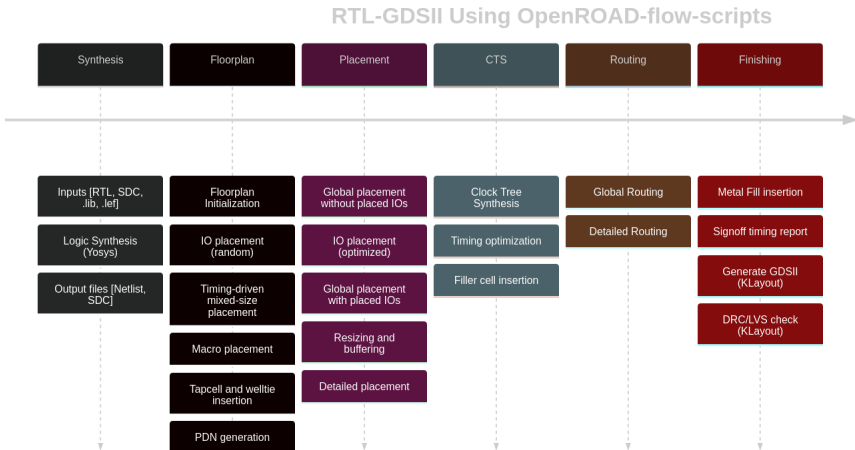 RTL-GDSII Using OpenROAD-flow-scripts
Synthesis
Floorplan
Placement
CTS
Routing
Finishing
Inputs [RTL, SDC,
.lib, .lef]
Logic Synthesis
(Yosys)
Output files [Netlist,
SDC]
Floorplan
Initialization
IO placement
(random)
Timing-driven
mixed-size
placement
Macro placement
Tapcell and welltie
insertion
PDN generation
Global placement
without placed IOs
IO placement
(optimized)
Global placement
with placed IOs
Resizing and
buffering
Detailed placement
Clock Tree
Synthesis
Timing optimization
Filler cell insertion
Global Routing
Detailed Routing
Metal Fill insertion
Signoff timing report
Generate GDSII
(KLayout)
DRC/LVS check
(KLayout)